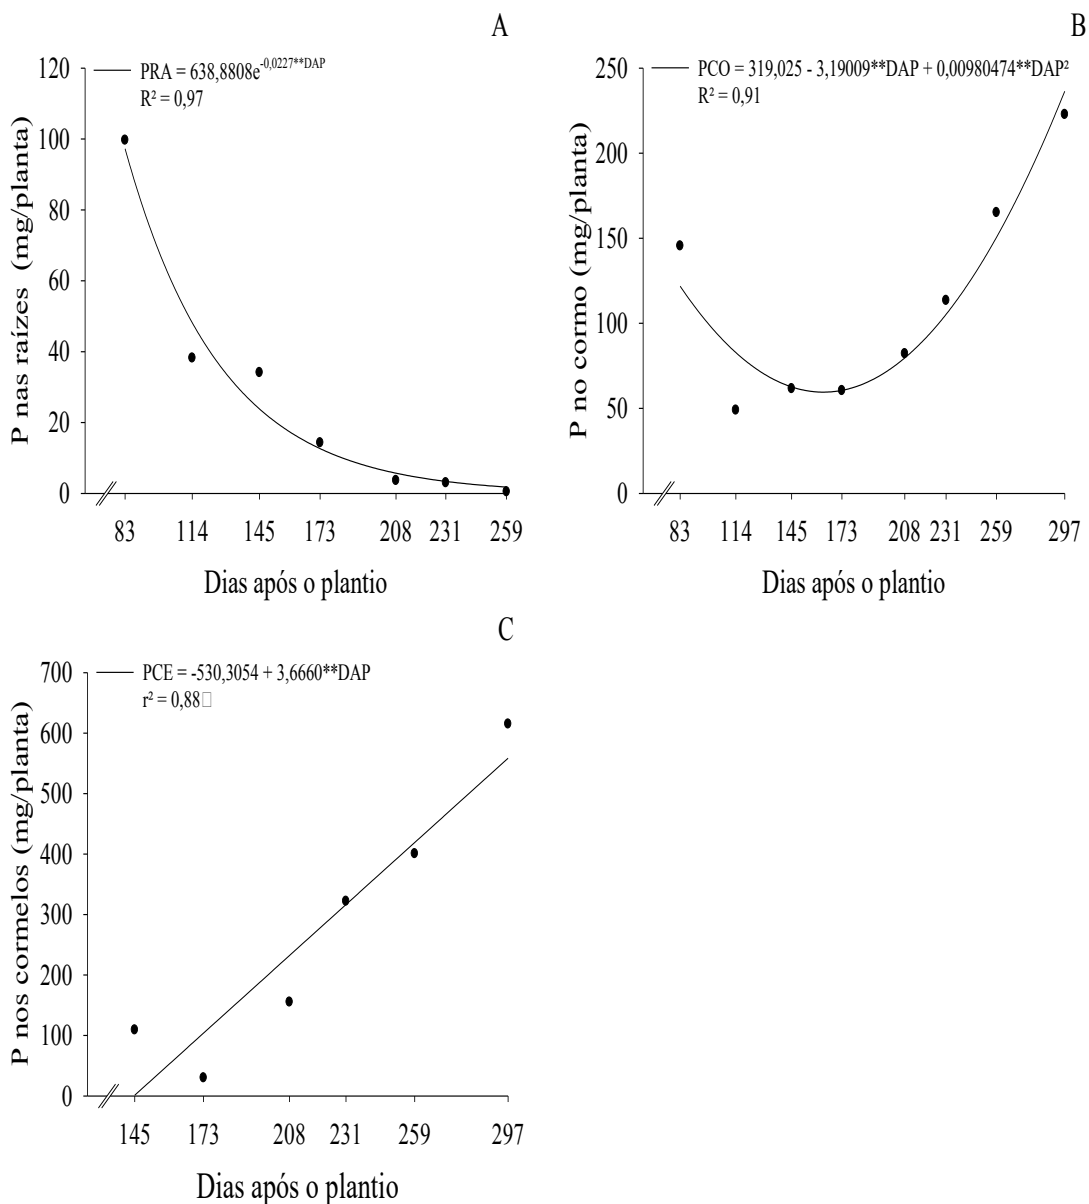 A
PRA = 638,8808e^-0,0227**DAP
R² = 0,97
P nas raízes (mg/planta)
120
100
80
60
40
20
0
83 114 145 173 208 231 259
Dias após o plantio
B
PCO = 319,025 - 3,19009**DAP + 0,00980474**DAP²
R² = 0,91
P no cormo (mg/planta)
250
200
150
100
50
0
83 114 145 173 208 231 259 297
Dias após o plantio
C
PCE = -530,3054 + 3,6660**DAP
r² = 0,88□
P nos cormelos (mg/planta)
700
600
500
400
300
200
100
0
145 173 208 231 259 297
Dias após o plantio